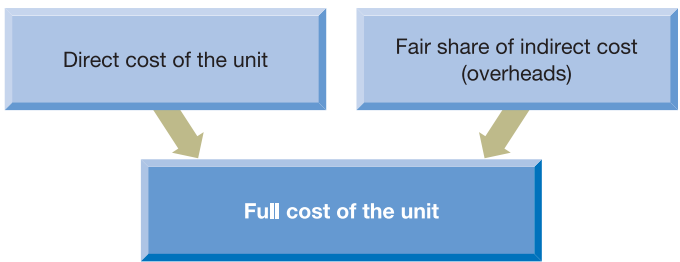 Direct cost of the unit
Fair share of indirect cost
(overheads)
Full cost of the unit